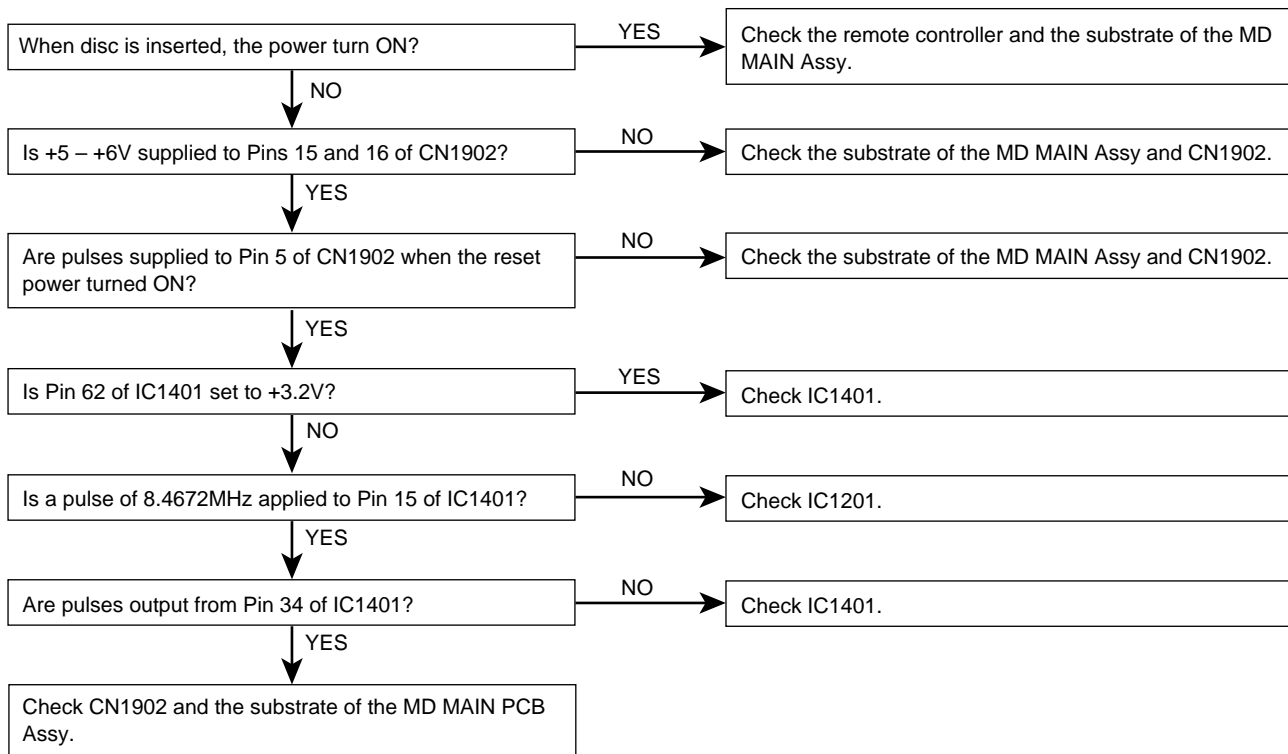 When disc is inserted, the power turn ON?
YES
Check the remote controller and the substrate of the MD
MAIN Assy.
NO
Is +5 – +6V supplied to Pins 15 and 16 of CN1902?
NO
Check the substrate of the MD MAIN Assy and CN1902.
YES
Are pulses supplied to Pin 5 of CN1902 when the reset
power turned ON?
NO
Check the substrate of the MD MAIN Assy and CN1902.
YES
Is Pin 62 of IC1401 set to +3.2V?
YES
Check IC1401.
NO
Is a pulse of 8.4672MHz applied to Pin 15 of IC1401?
NO
Check IC1201.
YES
Are pulses output from Pin 34 of IC1401?
NO
Check IC1401.
YES
Check CN1902 and the substrate of the MD MAIN PCB
Assy.